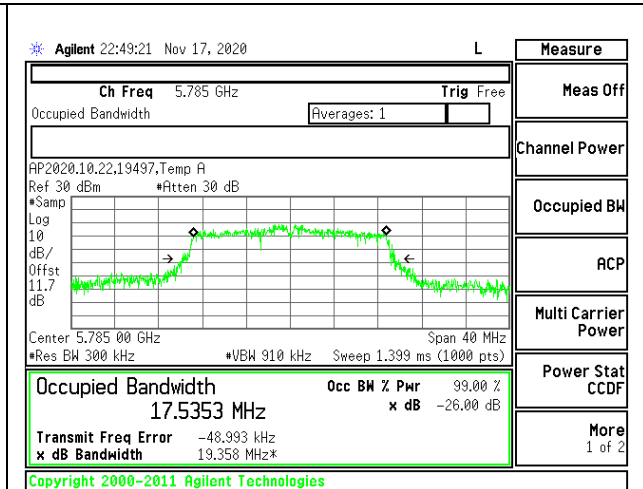 Agilent 22:49:21 Nov 17, 2020 L
Measure
Ch Freq 5.785 GHz Trig Free
Occupied Bandwidth Averages: 1
AP2020.10.22,19497,Temp A
Ref 30 dBm #Atten 30 dB
#Samp
Log
10
dB/
Offst
11.7
dB
Center 5.785 00 GHz Span 40 MHz
#Res BW 300 kHz #VBW 910 kHz Sweep 1.399 ms (1000 pts)
Occupied Bandwidth
17.5353 MHz
Occ BW % Pwr 99.00 %
x dB -26.00 dB
Transmit Freq Error -48.993 kHz
x dB Bandwidth 19.358 MHz*
Copyright 2000-2011 Agilent Technologies
Meas Off
Channel Power
Occupied BW
ACP
Multi Carrier
Power
Power Stat
CCDF
More
1 of 2